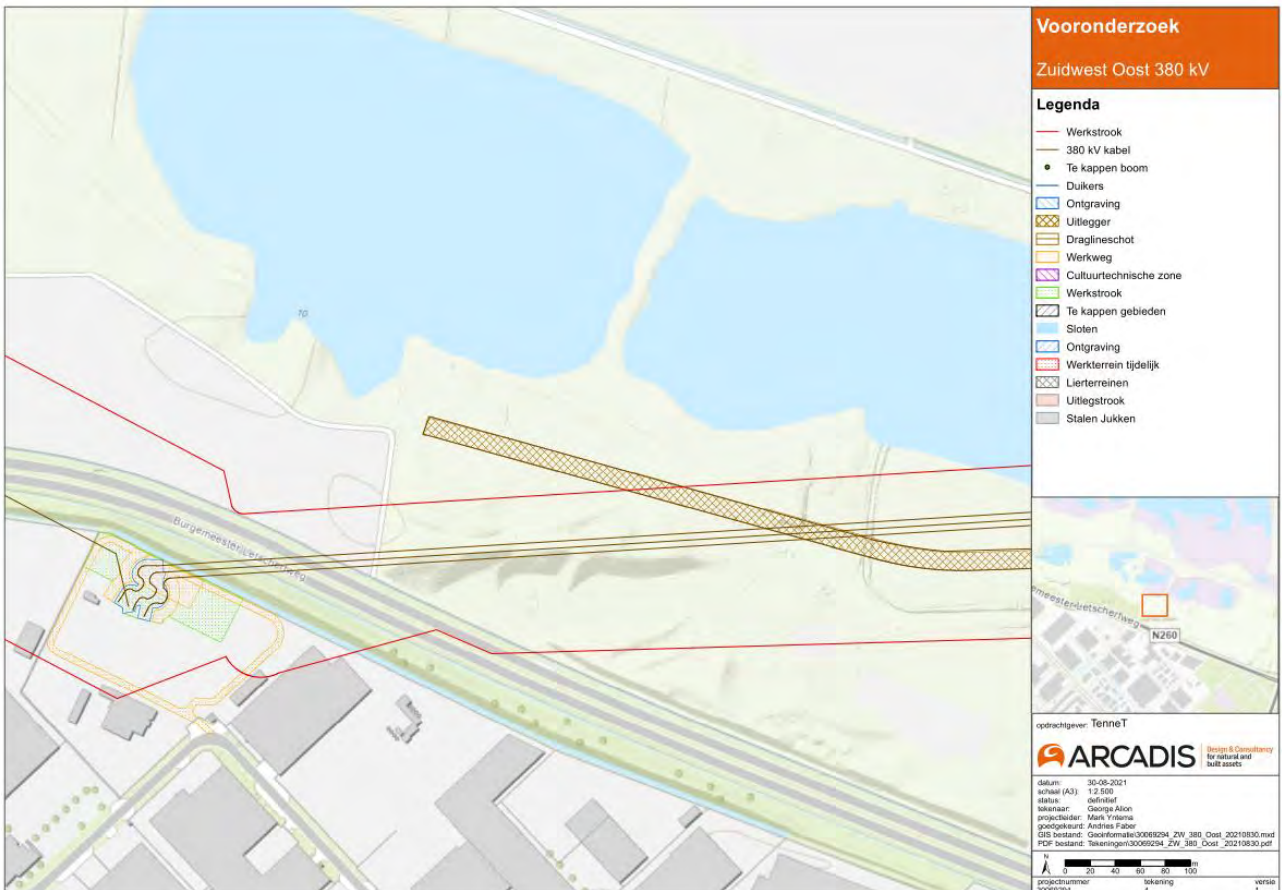 Vooronderzoek
Zuidwest Oost 380 kV
Legenda
Werkstrook
380 kV kabel
Te kappen boom
Duikers
Ontgraving
Uitlegger
Draglineschot
Werkweg
Cultuurtechnische zone
Werkstrook
Te kappen gebieden
Sloten
Ontgraving
Werkterrein tijdelijk
Lierterreinen
Uitlegstrook
Stalen Jukken
10
Burgemeester Letschertweg
emeester-Letschertweg
N260
opdrachtgever: TenneT
ARCADIS
Design & Consultancy
for natural and
built assets
datum: 30-08-2021
schaal (A3): 1:2.500
status: definitief
tekenaar: George Alion
projectleider: Mark Yntema
goedgekeurd: Andries Faber
GIS bestand: Geoinformatie\30069294_ZW_380_Oost_20210830.mxd
PDF bestand: Tekeningen\30069294_ZW_380_Oost_20210830.pdf
N
0 20 40 60 80 100 m
projectnummer tekening versie